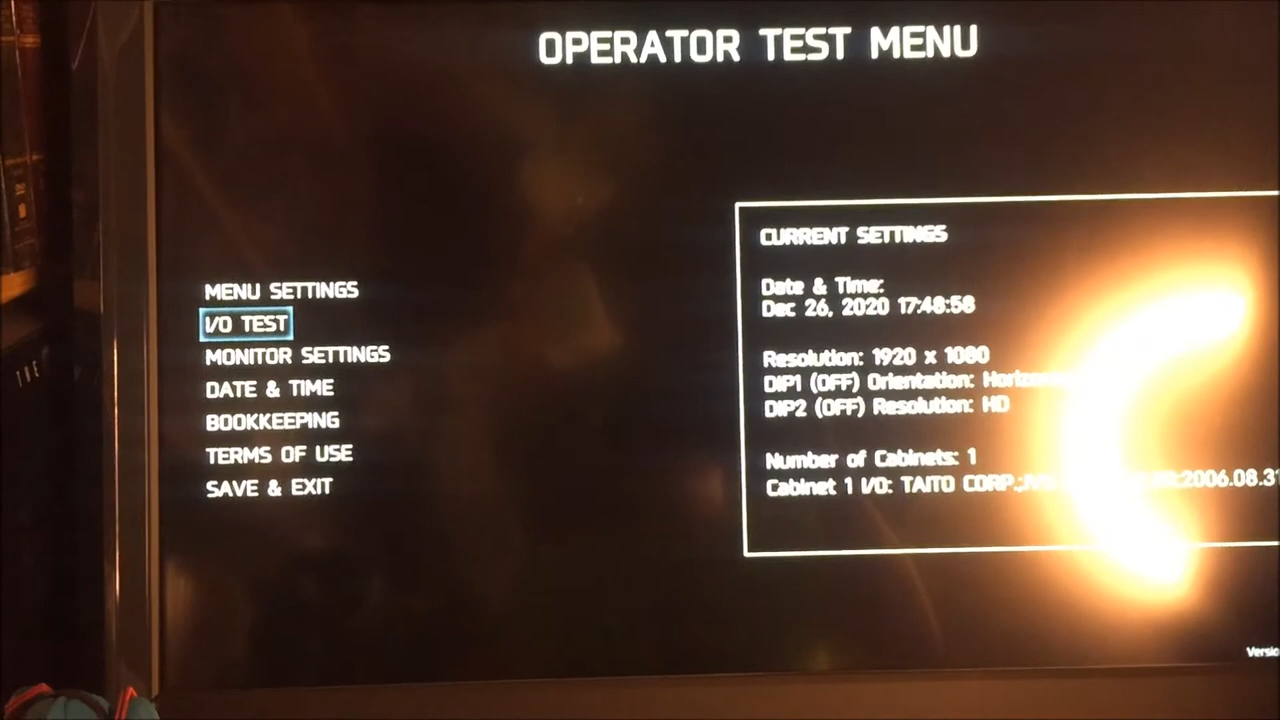 OPERATOR TEST MENU
MENU SETTINGS
I/O TEST
MONITOR SETTINGS
DATE & TIME
BOOKKEEPING
TERMS OF USE
SAVE & EXIT
CURRENT SETTINGS
Date & Time:
Dec 26, 2020 17:48:58
Resolution: 1920 x 1080
DIP1 (OFF) Orientation:
DIP2 (OFF) Resolution: HD
Number of Cabinets: 1
Cabinet 1 I/O: TAITO CORP.;
THE